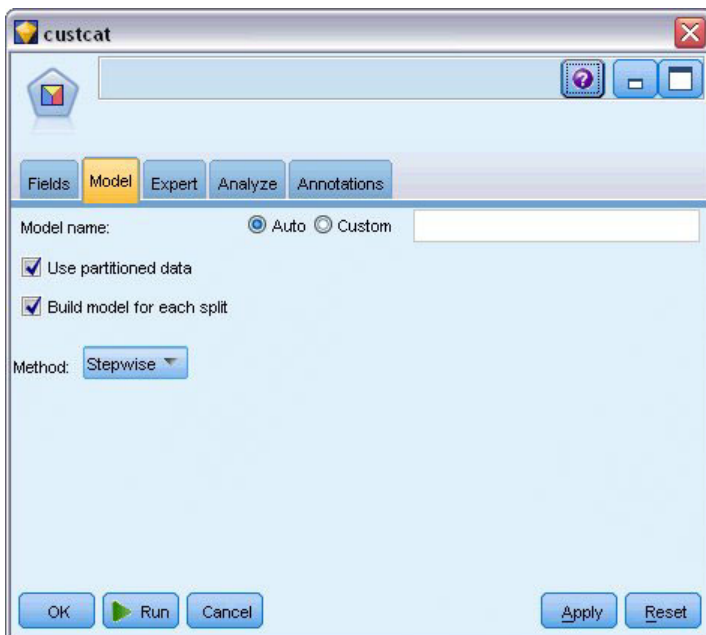 custcat
?
Fields Model Expert Analyze Annotations
Model name: Auto Custom
Use partitioned data
Build model for each split
Method: Stepwise
OK Run Cancel Apply Reset